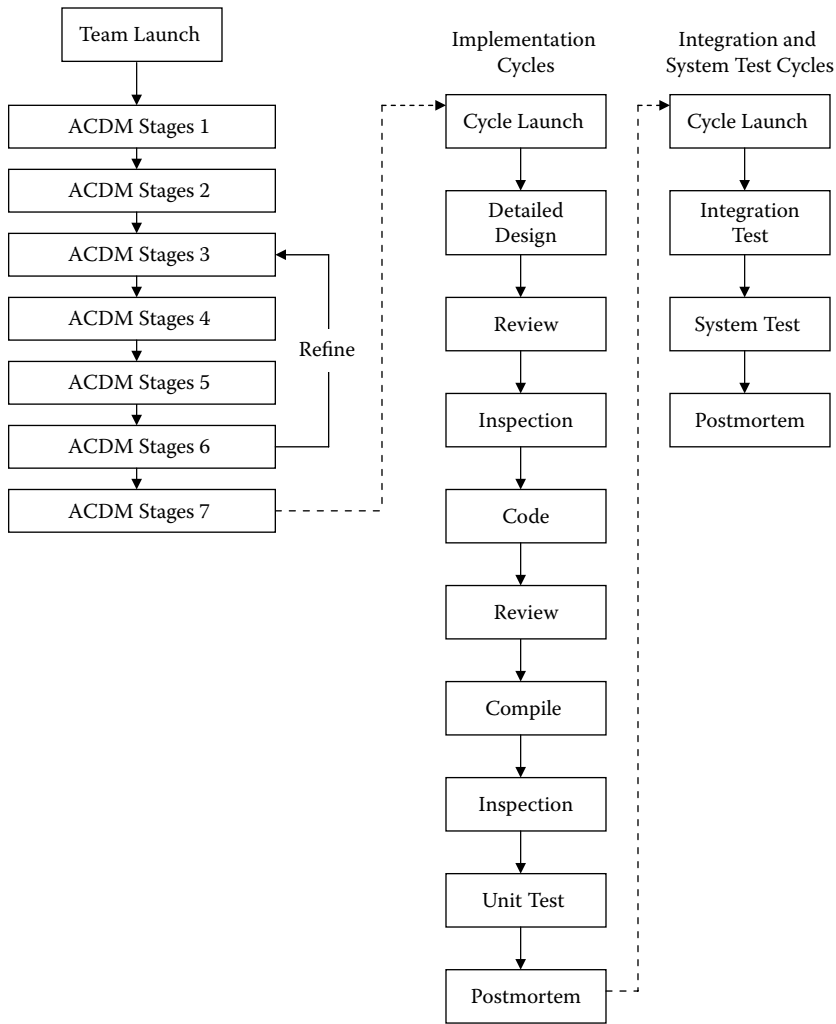 Team Launch
ACDM Stages 1
ACDM Stages 2
ACDM Stages 3
ACDM Stages 4
Refine
ACDM Stages 5
ACDM Stages 6
ACDM Stages 7
Implementation
Cycles
Cycle Launch
Detailed
Design
Review
Inspection
Code
Review
Compile
Inspection
Unit Test
Postmortem
Integration and
System Test Cycles
Cycle Launch
Integration
Test
System Test
Postmortem